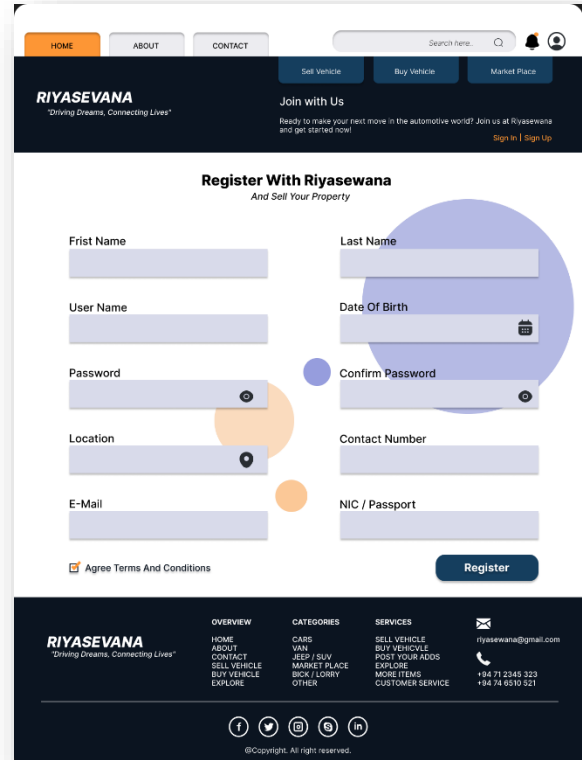 HOME
ABOUT
CONTACT
Search here..
Sell Vehicle
Buy Vehicle
Market Place
RIYASEVANA
"Driving Dreams, Connecting Lives"
Join with Us
Ready to make your next move in the automotive world? Join us at Riyasewana
and get started now!
Sign In | Sign Up
Register With Riyasewana
And Sell Your Property
Frist Name
Last Name
User Name
Date Of Birth
Password
Confirm Password
Location
Contact Number
E-Mail
NIC / Passport
Agree Terms And Conditions
Register
RIYASEVANA
"Driving Dreams, Connecting Lives"
OVERVIEW
HOME
ABOUT
CONTACT
SELL VEHICLE
BUY VEHICLE
EXPLORE
CATEGORIES
CARS
VAN
JEEP / SUV
MARKET PLACE
BICK / LORRY
OTHER
SERVICES
SELL VEHICLE
BUY VEHICVLE
POST YOUR ADDS
EXPLORE
MORE ITEMS
CUSTOMER SERVICE
riyasewana@gmail.com
+94 71 2345 323
+94 74 6510 521
@Copyright. All right reserved.